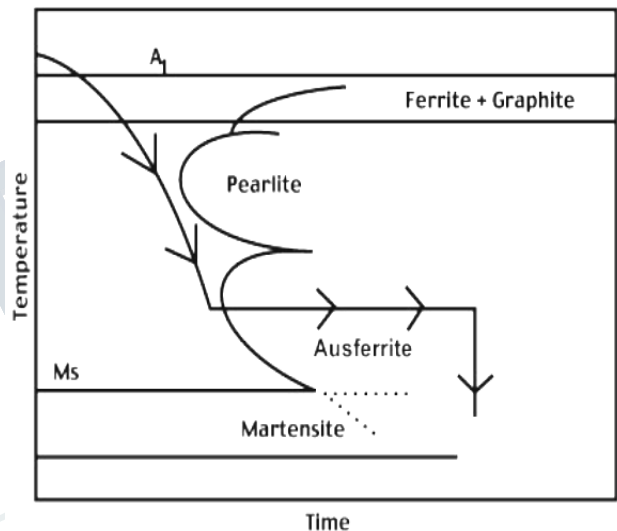 A1
Ferrite + Graphite
Pearlite
Temperature
Ausferrite
Ms
Martensite
Time